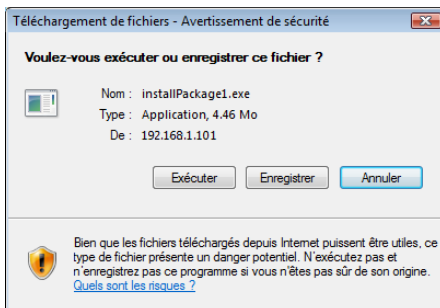 Téléchargement de fichiers - Avertissement de sécurité
Voulez-vous exécuter ou enregistrer ce fichier ?
Nom : installPackage1.exe
Type : Application, 4.46 Mo
De : 192.168.1.101
Exécuter Enregistrer Annuler
Bien que les fichiers téléchargés depuis Internet puissent être utiles, ce
type de fichier présente un danger potentiel. N'exécutez pas et
n'enregistrez pas ce programme si vous n'êtes pas sûr de son origine.
Quels sont les risques ?